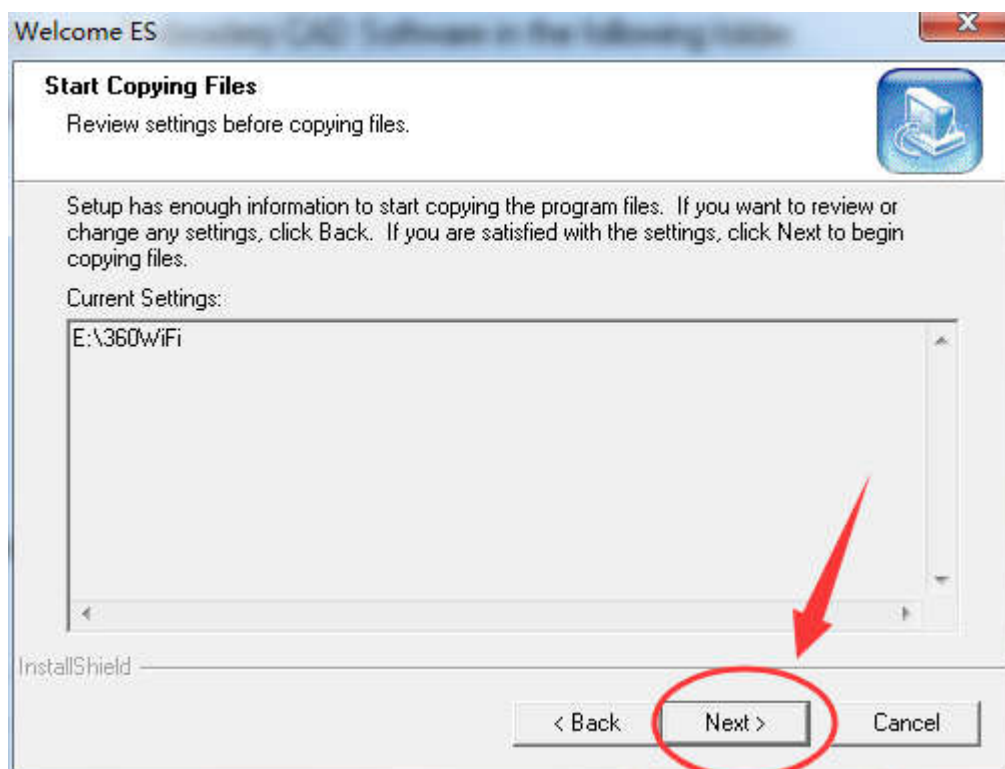 Welcome ES
Start Copying Files
Review settings before copying files.
Setup has enough information to start copying the program files. If you want to review or
change any settings, click Back. If you are satisfied with the settings, click Next to begin
copying files.
Current Settings:
E:\360WiFi
InstallShield
< Back Next > Cancel